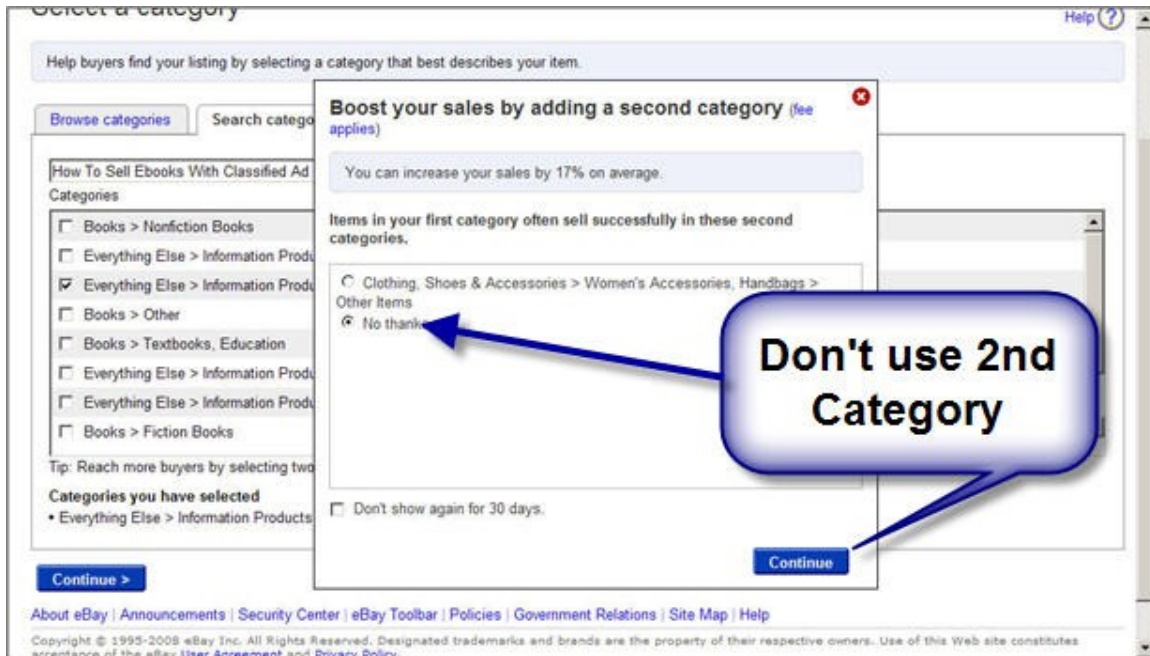 Select a category
Help
Help buyers find your listing by selecting a category that best describes your item.
Browse categories
Search catego
How To Sell Ebooks With Classified Ad
Categories
Books > Nonfiction Books
Everything Else > Information Produ
Everything Else > Information Produ
Books > Other
Books > Textbooks, Education
Everything Else > Information Produ
Everything Else > Information Produ
Books > Fiction Books
Tip: Reach more buyers by selecting two
Categories you have selected
• Everything Else > Information Products
Continue >
Boost your sales by adding a second category (fee
applies)
You can increase your sales by 17% on average.
Items in your first category often sell successfully in these second
categories.
Clothing, Shoes & Accessories > Women's Accessories, Handbags >
Other Items
No thanks
Don't show again for 30 days.
Continue
Don't use 2nd
Category
About eBay | Announcements | Security Center | eBay Toolbar | Policies | Government Relations | Site Map | Help
Copyright © 1995-2008 eBay Inc. All Rights Reserved. Designated trademarks and brands are the property of their respective owners. Use of this Web site constitutes
acceptance of the eBay User Agreement and Privacy Policy.